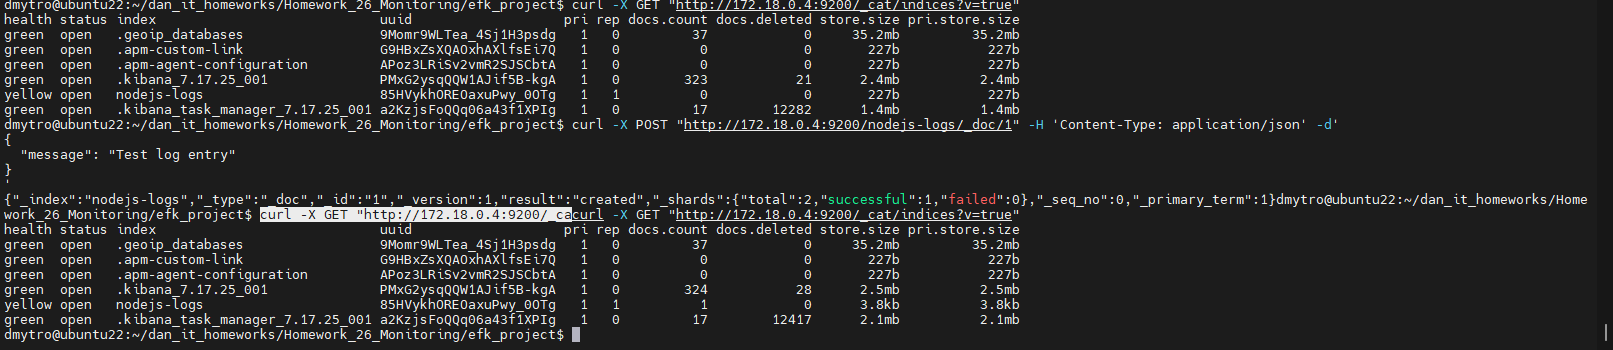 dmytro@ubuntu22:~/dan_it_homeworks/Homework_26_Monitoring/efk_project$ curl -X GET "http://172.18.0.4:9200/_cat/indices?v=true"
health status index                            uuid                   pri rep docs.count docs.deleted store.size pri.store.size
green  open   .geoip_databases                 9Momr9WLTea_4Sj1H3psdg   1   0         37            0     35.2mb         35.2mb
green  open   .apm-custom-link                 G9HBxZsXQAOxhAXlfsEi7Q   1   0          0            0       227b           227b
green  open   .apm-agent-configuration         APoz3LRiSv2vmR2SJSCbtA   1   0          0            0       227b           227b
green  open   .kibana_7.17.25_001              PMxG2ysqQQW1AJif5B-kgA   1   0        323           21      2.4mb          2.4mb
yellow open   nodejs-logs                      85HVykhOREOaxuPwy_0OTg   1   1          0            0       227b           227b
green  open   .kibana_task_manager_7.17.25_001 a2KzjsFoQQq06a43f1XPIg   1   0         17        12282      1.4mb          1.4mb
dmytro@ubuntu22:~/dan_it_homeworks/Homework_26_Monitoring/efk_project$ curl -X POST "http://172.18.0.4:9200/nodejs-logs/_doc/1" -H 'Content-Type: application/json' -d'
{
  "message": "Test log entry"
}
'
{"_index":"nodejs-logs","_type":"_doc","_id":"1","_version":1,"result":"created","_shards":{"total":2,"successful":1,"failed":0},"_seq_no":0,"_primary_term":1}dmytro@ubuntu22:~/dan_it_homeworks/Home
work_26_Monitoring/efk_project$ curl -X GET "http://172.18.0.4:9200/_cacurl -X GET "http://172.18.0.4:9200/_cat/indices?v=true"
health status index                            uuid                   pri rep docs.count docs.deleted store.size pri.store.size
green  open   .geoip_databases                 9Momr9WLTea_4Sj1H3psdg   1   0         37            0     35.2mb         35.2mb
green  open   .apm-custom-link                 G9HBxZsXQAOxhAXlfsEi7Q   1   0          0            0       227b           227b
green  open   .apm-agent-configuration         APoz3LRiSv2vmR2SJSCbtA   1   0          0            0       227b           227b
green  open   .kibana_7.17.25_001              PMxG2ysqQQW1AJif5B-kgA   1   0        324           28      2.5mb          2.5mb
yellow open   nodejs-logs                      85HVykhOREOaxuPwy_0OTg   1   1          1            0      3.8kb          3.8kb
green  open   .kibana_task_manager_7.17.25_001 a2KzjsFoQQq06a43f1XPIg   1   0         17        12417      2.1mb          2.1mb
dmytro@ubuntu22:~/dan_it_homeworks/Homework_26_Monitoring/efk_project$